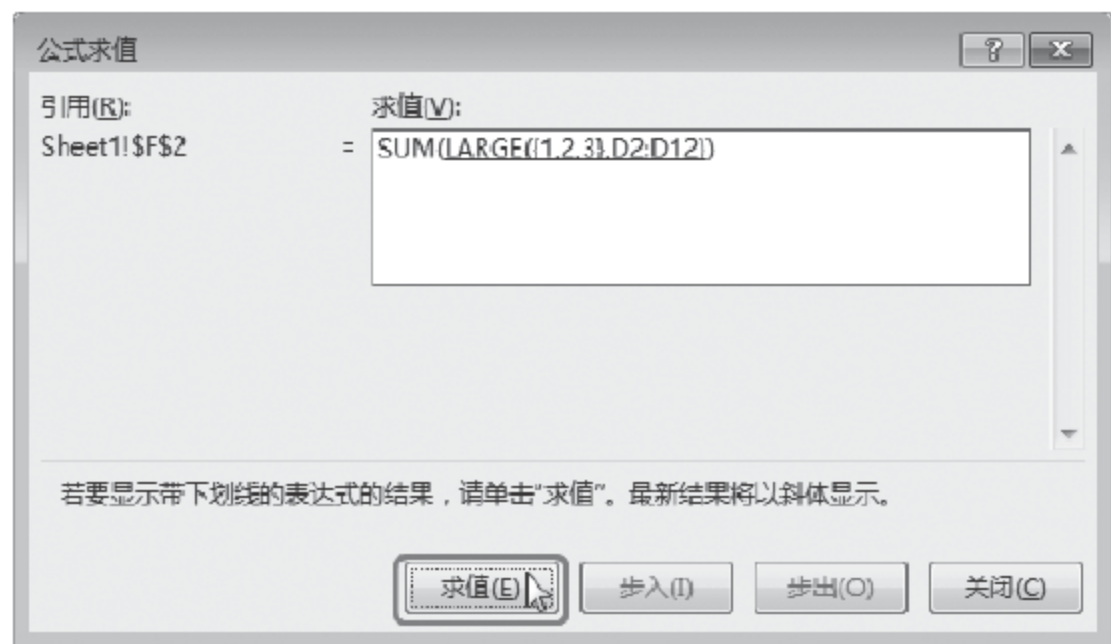 公式求值
引用(R):
求值(V):
Sheet1!$F$2
= SUM(LARGE({1,2,3},D2:D12))
若要显示带下划线的表达式的结果，请单击"求值"。最新结果将以斜体显示。
求值(E)
步入(I)
步出(O)
关闭(C)